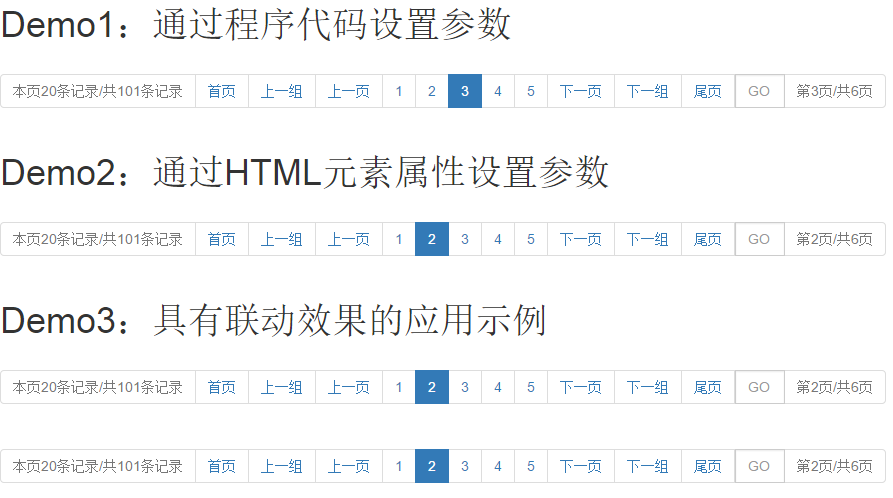 Demo1：通过程序代码设置参数
本页20条记录/共101条记录 首页 上一组 上一页 1 2 3 4 5 下一页 下一组 尾页 GO 第3页/共6页
Demo2：通过HTML元素属性设置参数
本页20条记录/共101条记录 首页 上一组 上一页 1 2 3 4 5 下一页 下一组 尾页 GO 第2页/共6页
Demo3：具有联动效果的应用示例
本页20条记录/共101条记录 首页 上一组 上一页 1 2 3 4 5 下一页 下一组 尾页 GO 第2页/共6页
本页20条记录/共101条记录 首页 上一组 上一页 1 2 3 4 5 下一页 下一组 尾页 GO 第2页/共6页